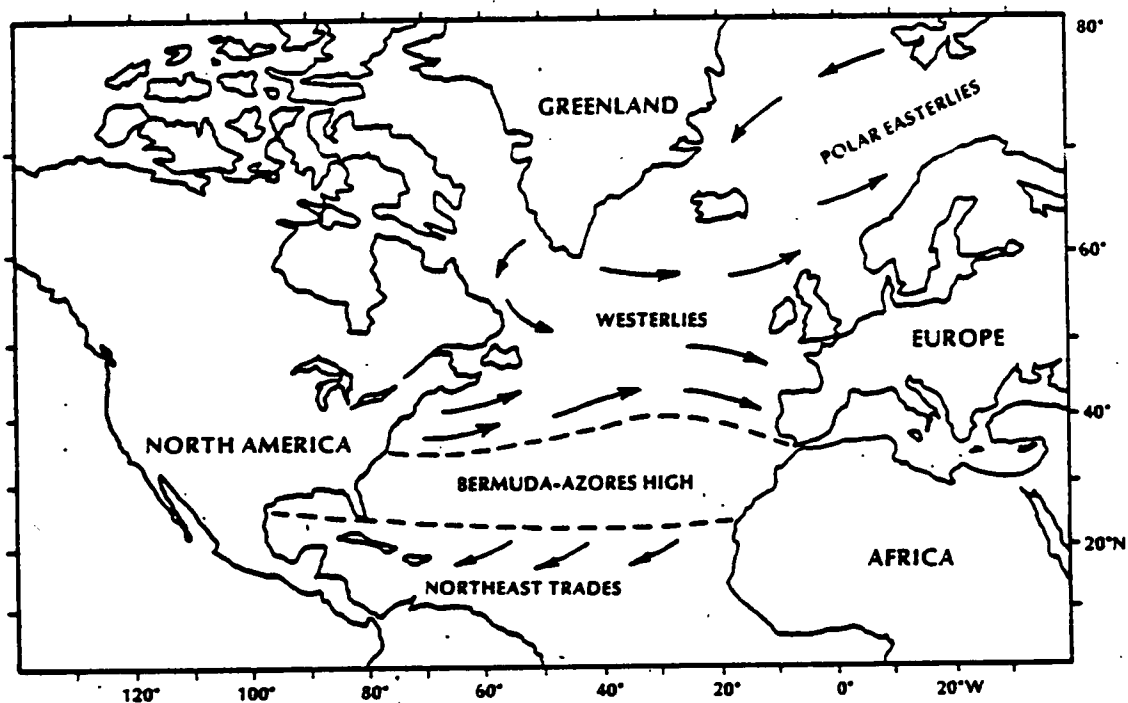 80°
GREENLAND
POLAR EASTERLIES
60°
WESTERLIES
EUROPE
40°
NORTH AMERICA
BERMUDA-AZORES HIGH
20°N
AFRICA
NORTHEAST TRADES
120° 100° 80° 60° 40° 20° 0° 20°W